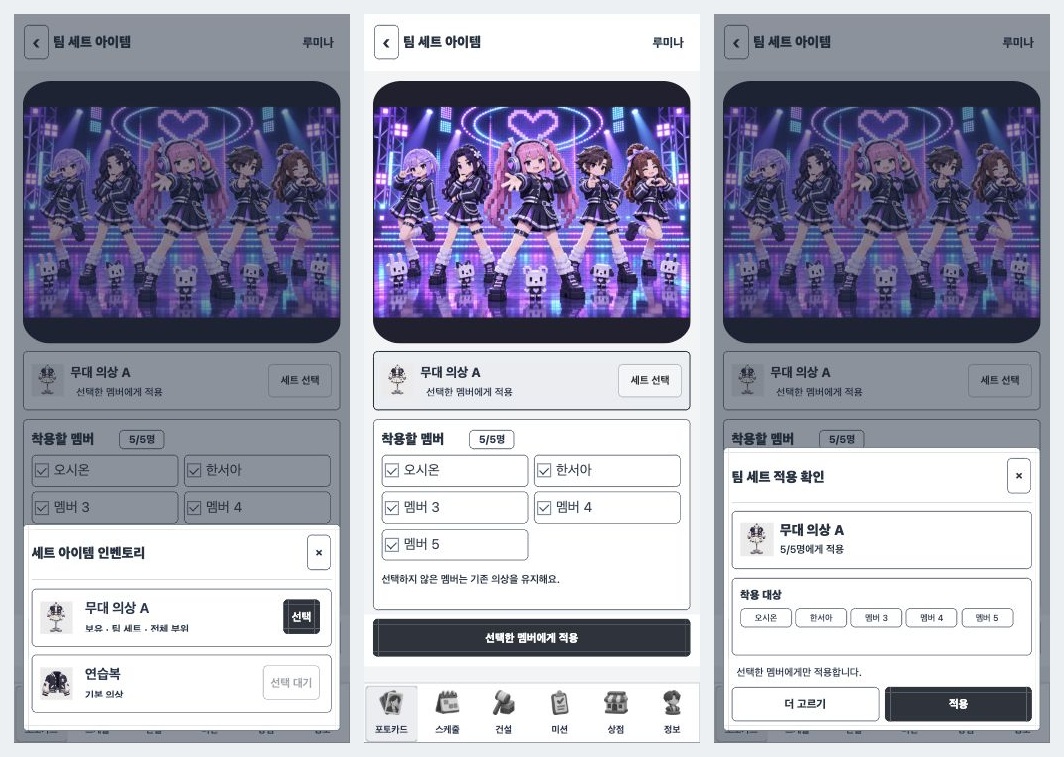 팀 세트 아이템
루미나
무대 의상 A
선택한 멤버에게 적용
세트 선택
착용할 멤버
5/5명
오시온
한서아
멤버 3
멤버 4
세트 아이템 인벤토리
×
무대 의상 A
보유 · 팀 세트 · 전체 부위
선택
연습복
기본 의상
선택 대기
팀 세트 아이템
루미나
무대 의상 A
선택한 멤버에게 적용
세트 선택
착용할 멤버
5/5명
오시온
한서아
멤버 3
멤버 4
멤버 5
선택하지 않은 멤버는 기존 의상을 유지해요.
선택한 멤버에게 적용
포토카드
스케줄
건설
미션
상점
정보
팀 세트 아이템
루미나
무대 의상 A
선택한 멤버에게 적용
세트 선택
착용할 멤버
5/5명
팀 세트 적용 확인
×
무대 의상 A
5/5명에게 적용
착용 대상
오시온
한서아
멤버 3
멤버 4
멤버 5
선택한 멤버에게만 적용합니다.
더 고르기
적용